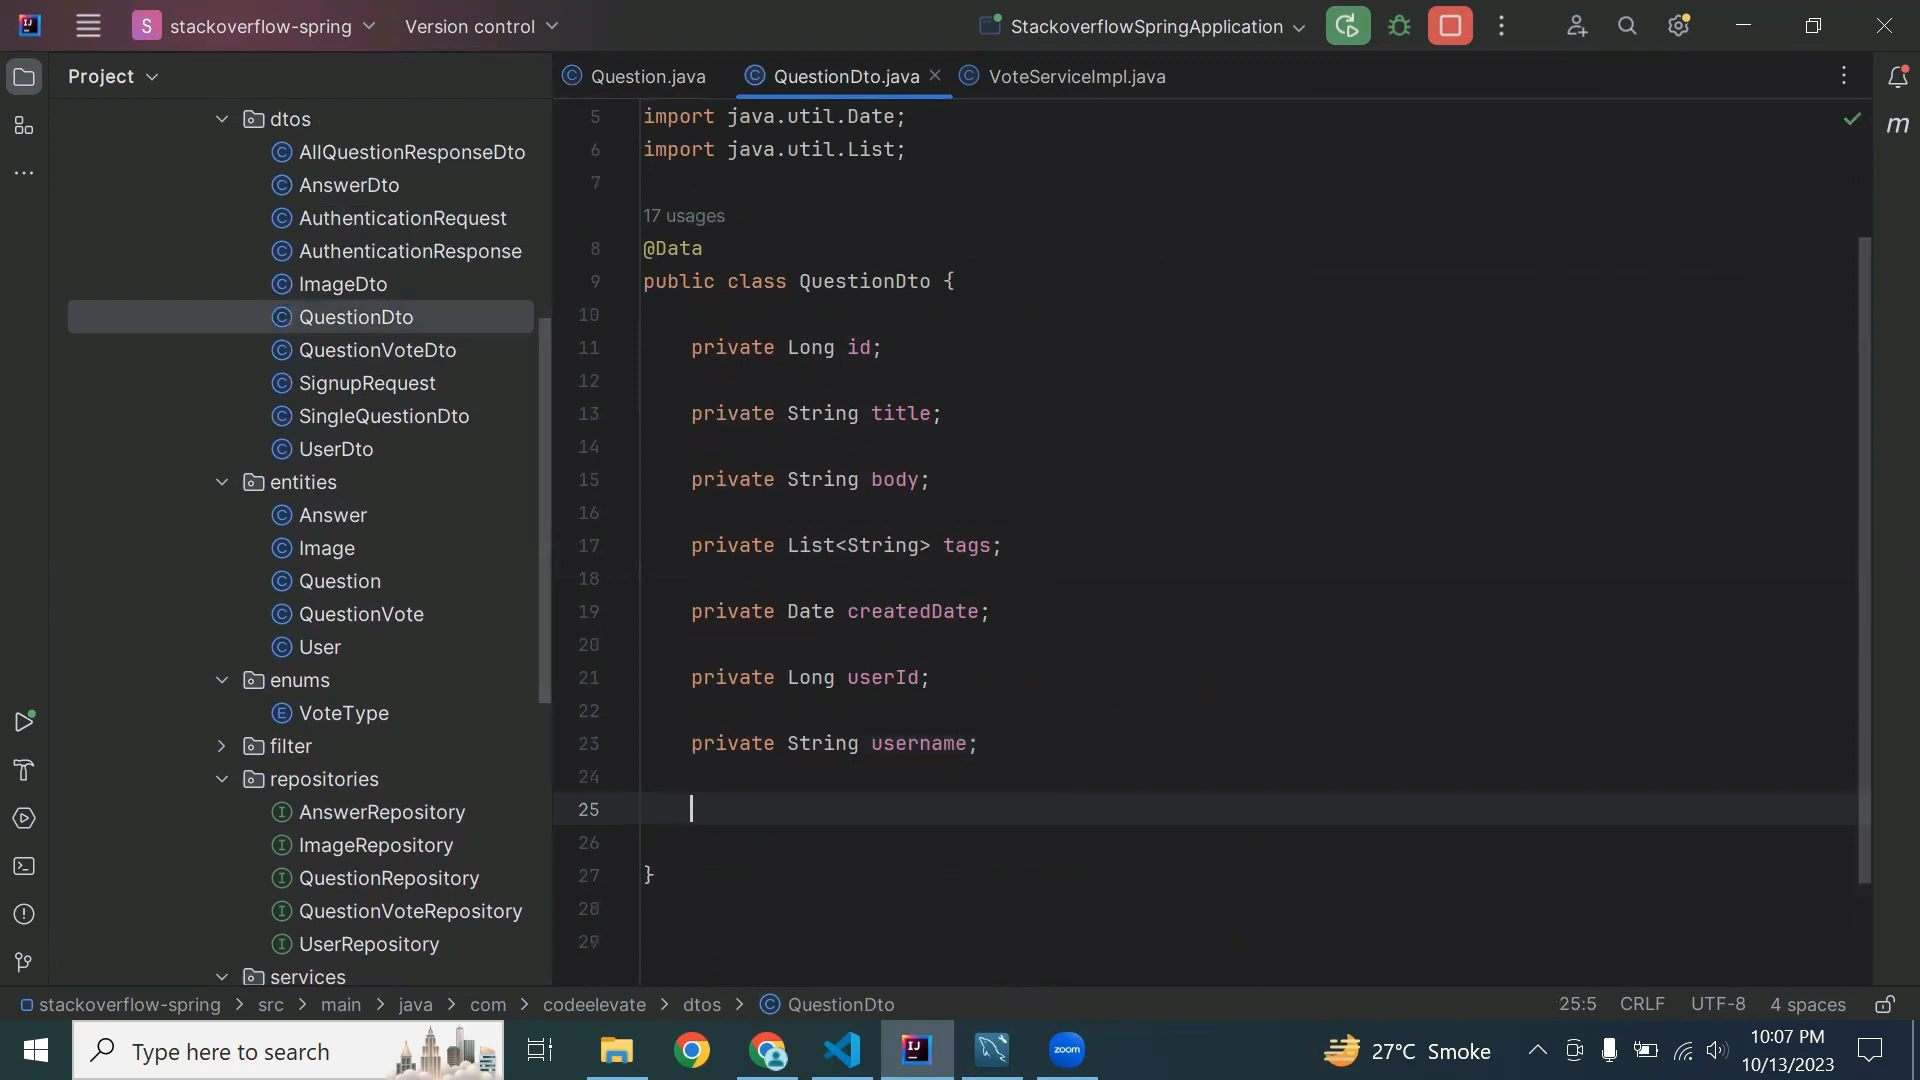 S stackoverflow-spring Version control StackoverflowSpringApplication
Project
dtos
AllQuestionResponseDto
AnswerDto
AuthenticationRequest
AuthenticationResponse
ImageDto
QuestionDto
QuestionVoteDto
SignupRequest
SingleQuestionDto
UserDto
entities
Answer
Image
Question
QuestionVote
User
enums
VoteType
filter
repositories
AnswerRepository
ImageRepository
QuestionRepository
QuestionVoteRepository
UserRepository
services
Question.java QuestionDto.java VoteServiceImpl.java
5 import java.util.Date;
6 import java.util.List;
7
17 usages
8 @Data
9 public class QuestionDto {
10
11 private Long id;
12
13 private String title;
14
15 private String body;
16
17 private List<String> tags;
18
19 private Date createdDate;
20
21 private Long userId;
22
23 private String username;
24
25
26
27 }
28
29
m
stackoverflow-spring > src > main > java > com > codeelevate > dtos > QuestionDto 25:5 CRLF UTF-8 4 spaces
Type here to search
zoom
27°C Smoke
10:07 PM
10/13/2023